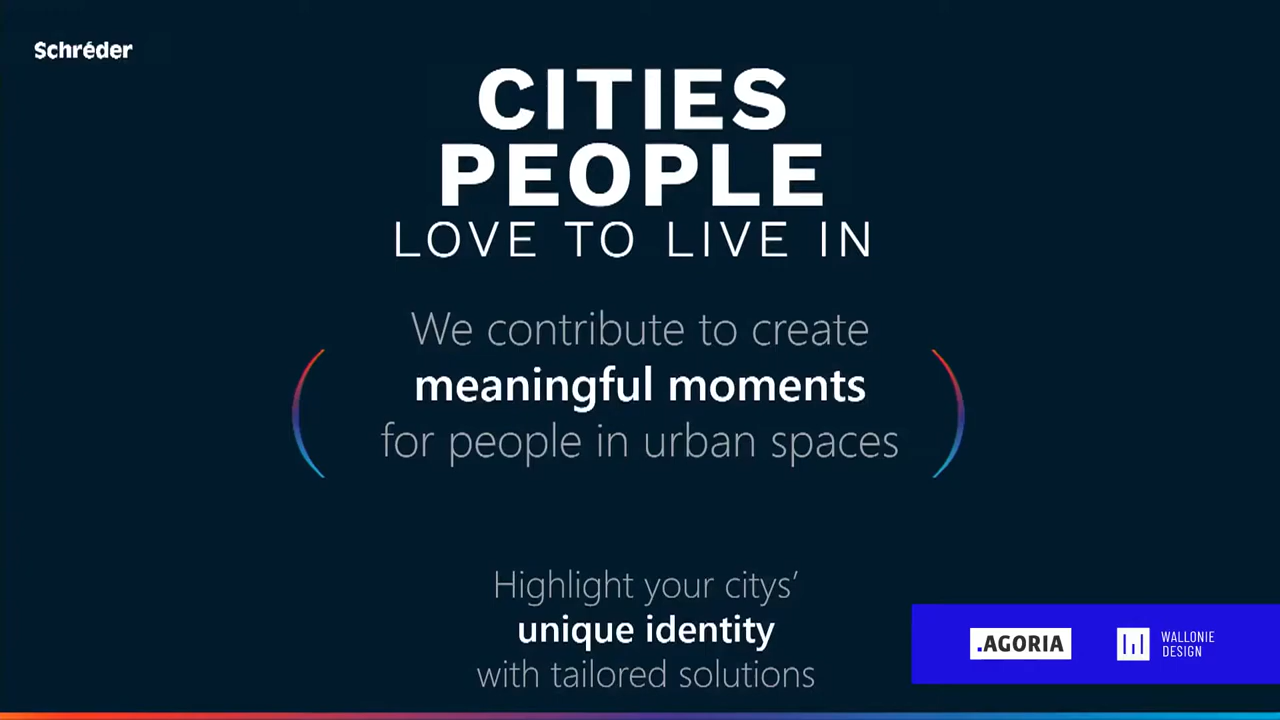 Schréder
CITIES
PEOPLE
LOVE TO LIVE IN
We contribute to create
meaningful moments
for people in urban spaces
Highlight your citys’
unique identity
with tailored solutions
.AGORIA
WALLONIE
DESIGN